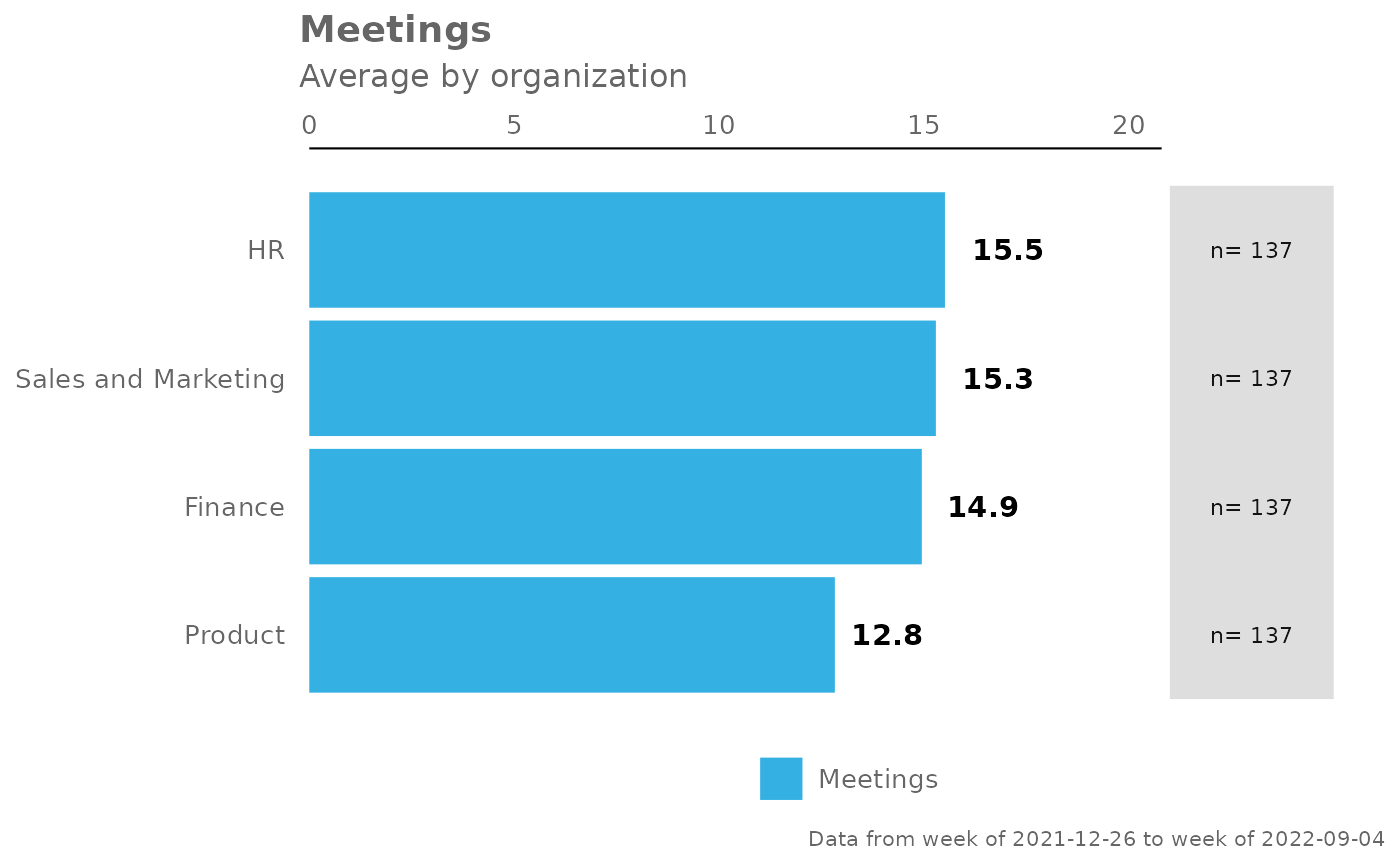 Meetings
Average by organization
0 5 10 15 20
HR 15.5 n= 137
Sales and Marketing 15.3 n= 137
Finance 14.9 n= 137
Product 12.8 n= 137
Meetings
Data from week of 2021-12-26 to week of 2022-09-04